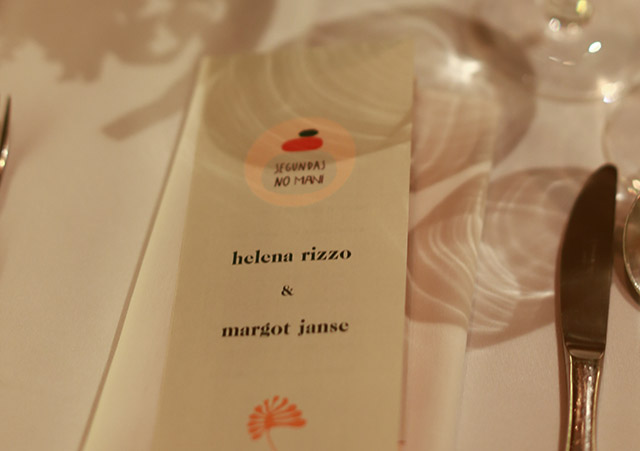 SEGUNDAS
NO MANI
helena rizzo
&
margot janse